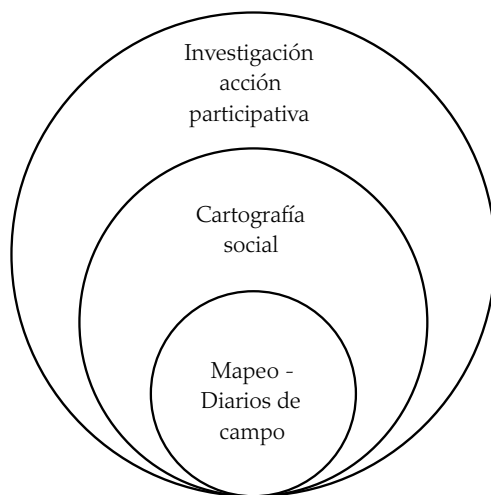 Investigación
acción
participativa
Cartografía
social
Mapeo -
Diarios de
campo